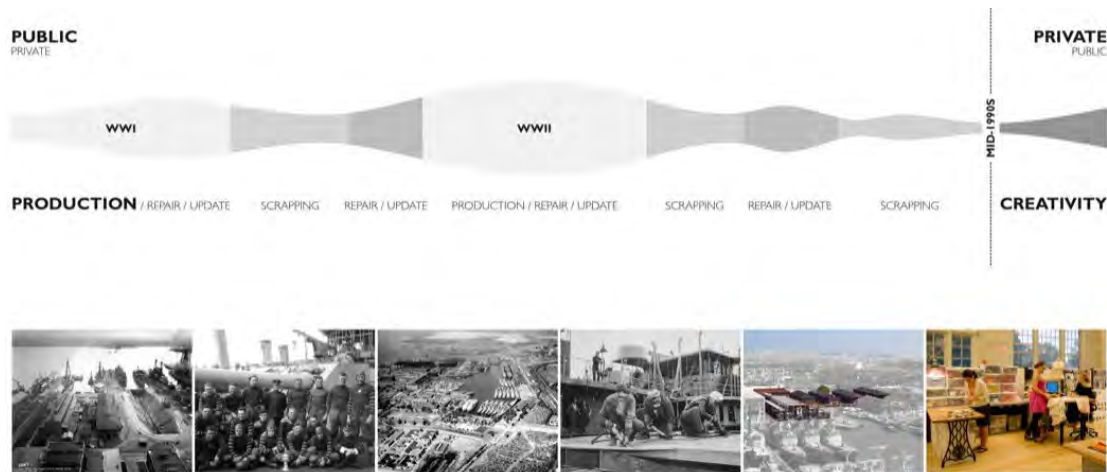 PUBLIC
PRIVATE
PRIVATE
PUBLIC
WWI
WWII
MID-1990S
PRODUCTION / REPAIR / UPDATE
SCRAPPING
REPAIR / UPDATE
PRODUCTION / REPAIR / UPDATE
SCRAPPING
REPAIR / UPDATE
SCRAPPING
CREATIVITY